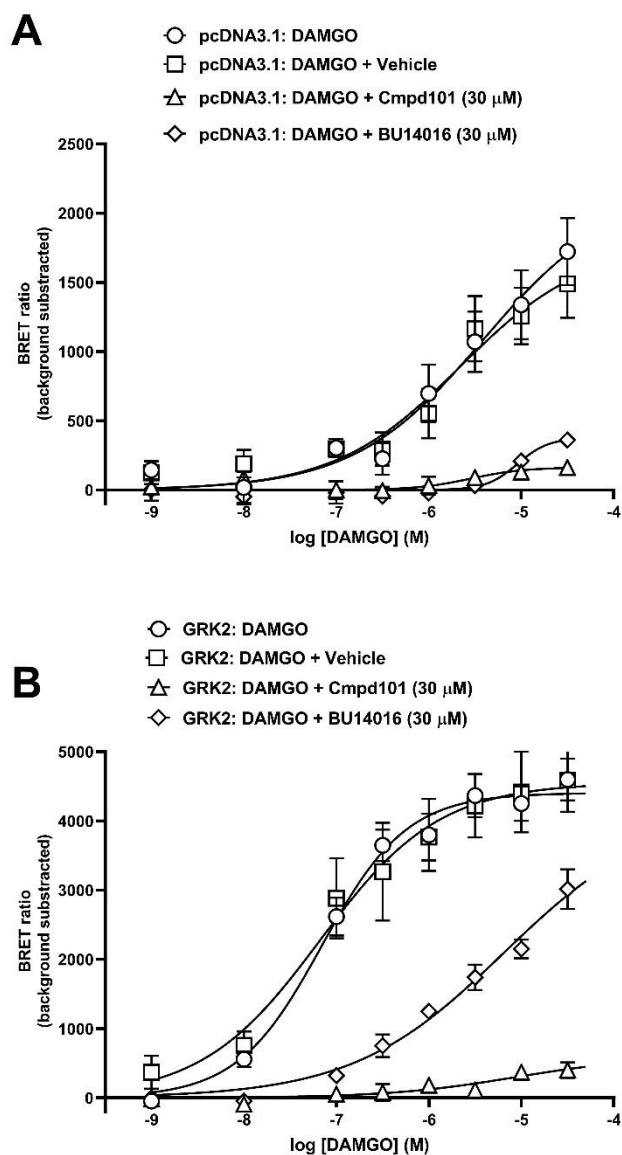 A
pcDNA3.1: DAMGO
pcDNA3.1: DAMGO + Vehicle
pcDNA3.1: DAMGO + Cmpd101 (30 μM)
pcDNA3.1: DAMGO + BU14016 (30 μM)
2500
2000
1500
1000
500
0
BRET ratio
(background substracted)
-9
-8
-7
-6
-5
-4
log [DAMGO] (M)
GRK2: DAMGO
GRK2: DAMGO + Vehicle
GRK2: DAMGO + Cmpd101 (30 μM)
GRK2: DAMGO + BU14016 (30 μM)
B
5000
4000
3000
2000
1000
0
BRET ratio
(background substracted)
-9
-8
-7
-6
-5
-4
log [DAMGO] (M)